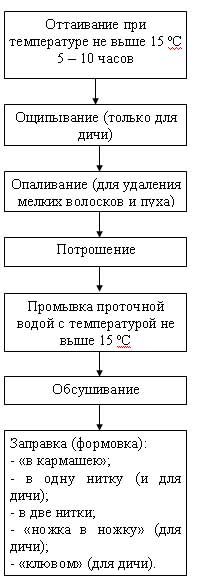 Оттаивание при
температуре не выше 15 ºС
5 – 10 часов
Ощипывание (только для
дичи)
Опаливание (для удаления
мелких волосков и пуха)
Потрошение
Промывка проточной
водой с температурой не
выше 15 ºС
Обсушивание
Заправка (формовка):
- «в кармашею»;
- в одну нитку (и для
дичи);
- в две нитки;
- «ножка в ножку» (для
дичи);
- «клювом» (для дичи).